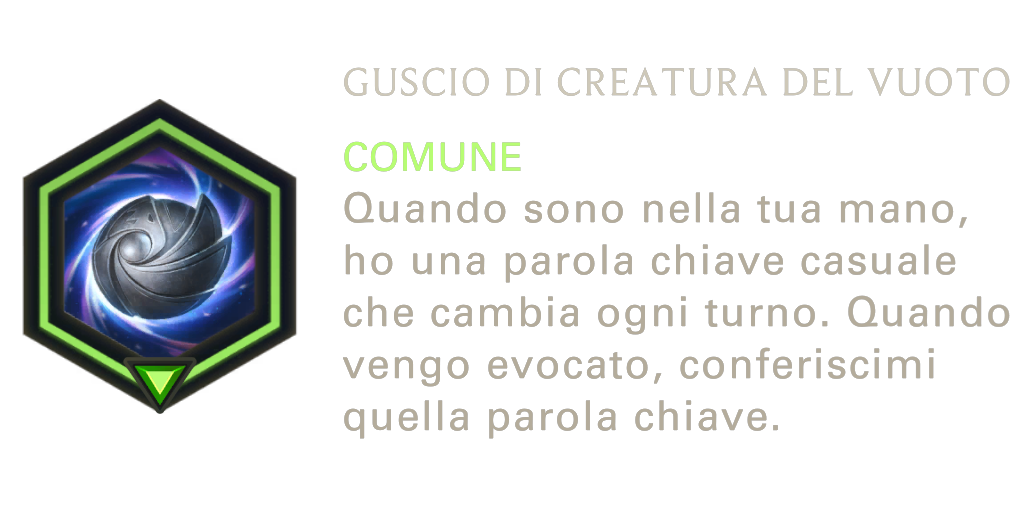 GUSCIO DI CREATURA DEL VUOTO
COMUNE
Quando sono nella tua mano,
ho una parola chiave casuale
che cambia ogni turno. Quando
vengo evocato, conferiscimi
quella parola chiave.